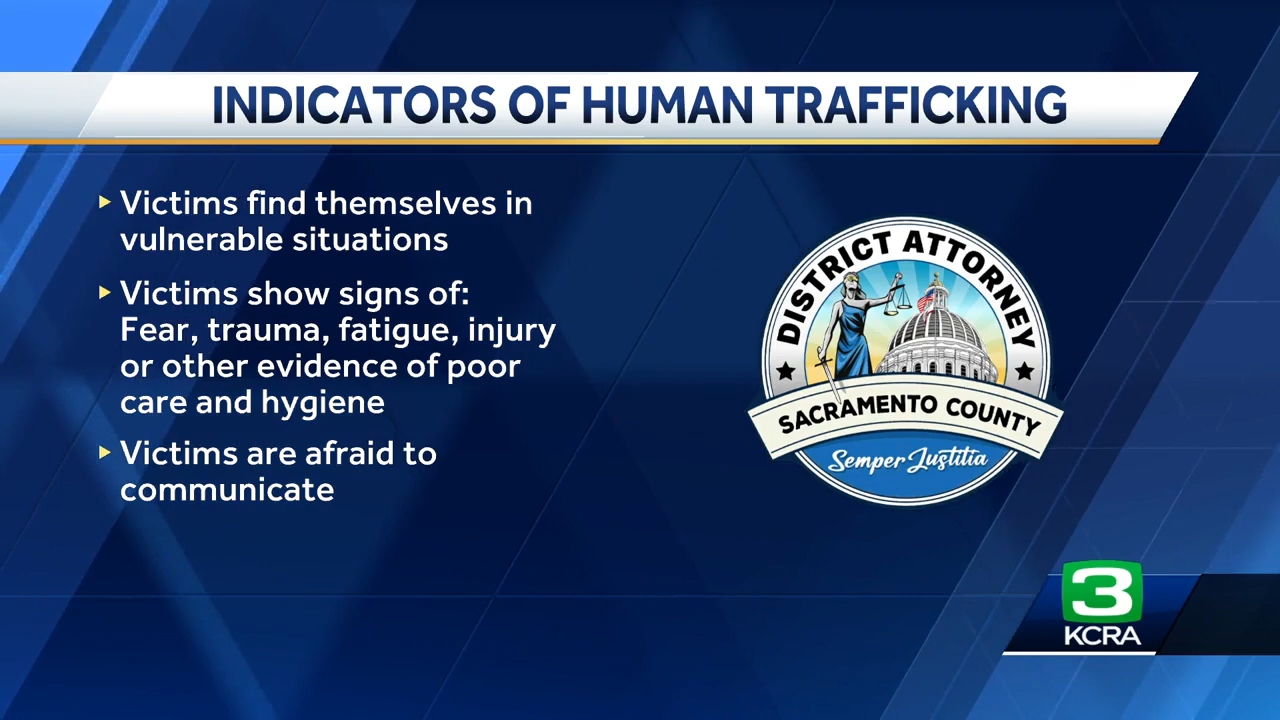 INDICATORS OF HUMAN TRAFFICKING
Victims find themselves in
vulnerable situations
Victims show signs of:
Fear, trauma, fatigue, injury
or other evidence of poor
care and hygiene
Victims are afraid to
communicate
DISTRICT ATTORNEY
SACRAMENTO COUNTY
Semper Justitia
3
KCRA